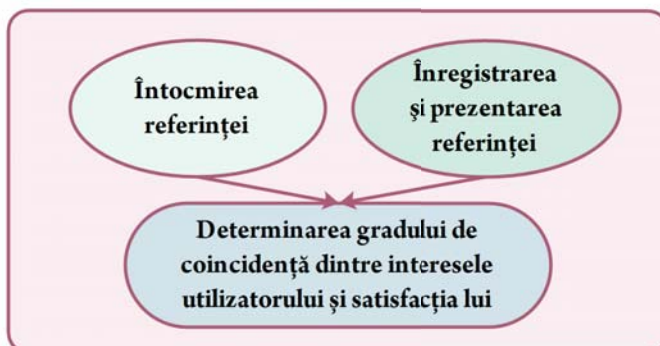 Întocmirea
referinței
Înregistrarea
și prezentarea
referinței
Determinarea gradului de
coincidență dintre interesele
utilizatorului și satisfacția lui